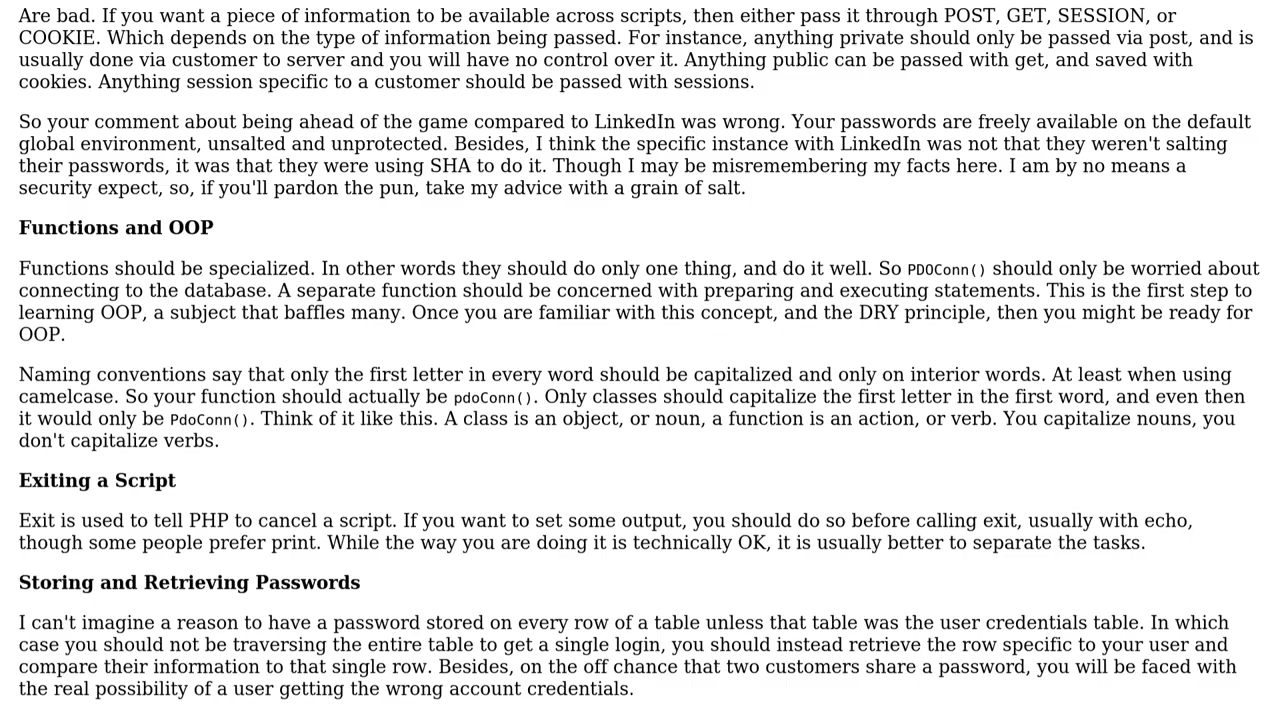 Are bad. If you want a piece of information to be available across scripts, then either pass it through POST, GET, SESSION, or
COOKIE. Which depends on the type of information being passed. For instance, anything private should only be passed via post, and is
usually done via customer to server and you will have no control over it. Anything public can be passed with get, and saved with
cookies. Anything session specific to a customer should be passed with sessions.
So your comment about being ahead of the game compared to LinkedIn was wrong. Your passwords are freely available on the default
global environment, unsalted and unprotected. Besides, I think the specific instance with LinkedIn was not that they weren't salting
their passwords, it was that they were using SHA to do it. Though I may be misremembering my facts here. I am by no means a
security expect, so, if you'll pardon the pun, take my advice with a grain of salt.
Functions and OOP
Functions should be specialized. In other words they should do only one thing, and do it well. So PDOConn() should only be worried about
connecting to the database. A separate function should be concerned with preparing and executing statements. This is the first step to
learning OOP, a subject that baffles many. Once you are familiar with this concept, and the DRY principle, then you might be ready for
OOP.
Naming conventions say that only the first letter in every word should be capitalized and only on interior words. At least when using
camelcase. So your function should actually be pdoConn(). Only classes should capitalize the first letter in the first word, and even then
it would only be PdoConn(). Think of it like this. A class is an object, or noun, a function is an action, or verb. You capitalize nouns, you
don't capitalize verbs.
Exiting a Script
Exit is used to tell PHP to cancel a script. If you want to set some output, you should do so before calling exit, usually with echo,
though some people prefer print. While the way you are doing it is technically OK, it is usually better to separate the tasks.
Storing and Retrieving Passwords
I can't imagine a reason to have a password stored on every row of a table unless that table was the user credentials table. In which
case you should not be traversing the entire table to get a single login, you should instead retrieve the row specific to your user and
compare their information to that single row. Besides, on the off chance that two customers share a password, you will be faced with
the real possibility of a user getting the wrong account credentials.